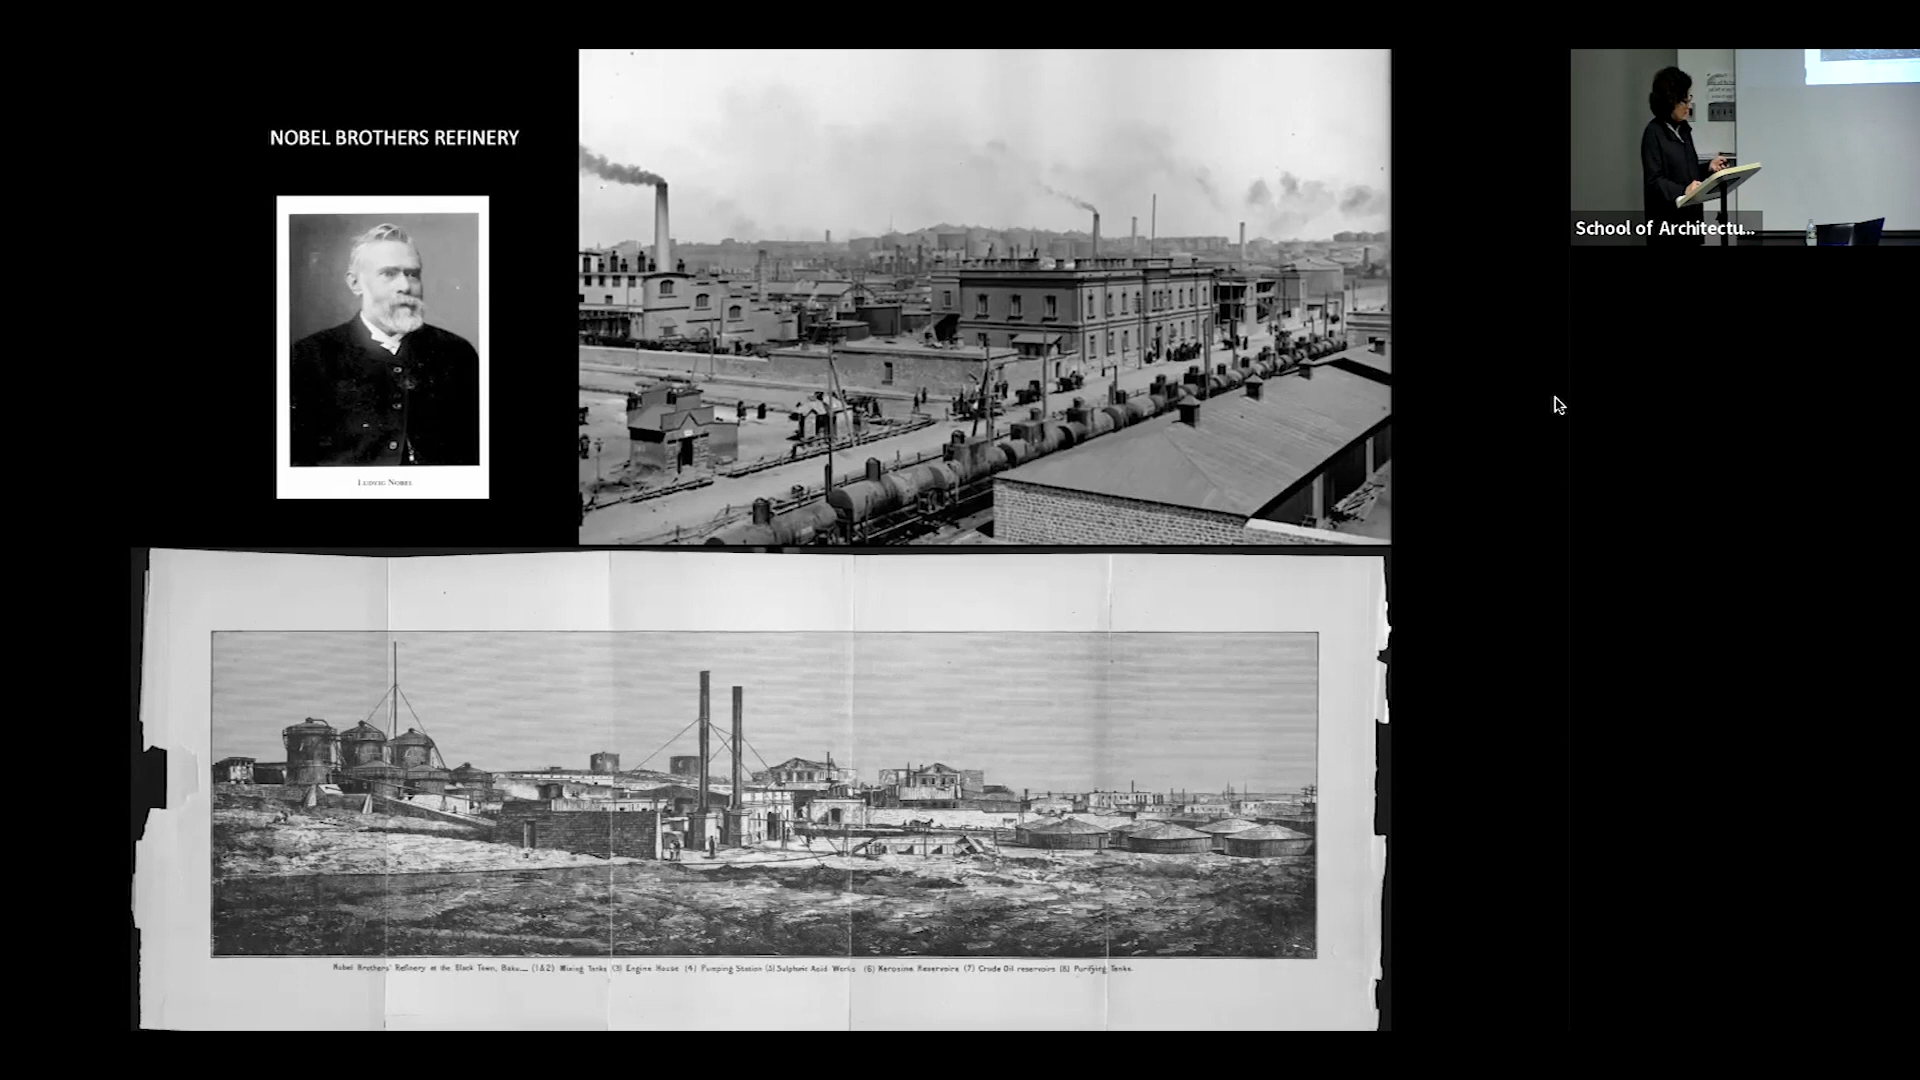 NOBEL BROTHERS REFINERY
LUDVIG NOBEL
School of Architectu...
Nobel Brothers' Refinery at the Black Town, Baku__ (1&2) Mixing Tanks (3) Engine House (4) Pumping Station (5) Sulphuric Acid Works (6) Kerosine Reservoirs (7) Crude Oil reservoirs (8) Purifying Tanks.